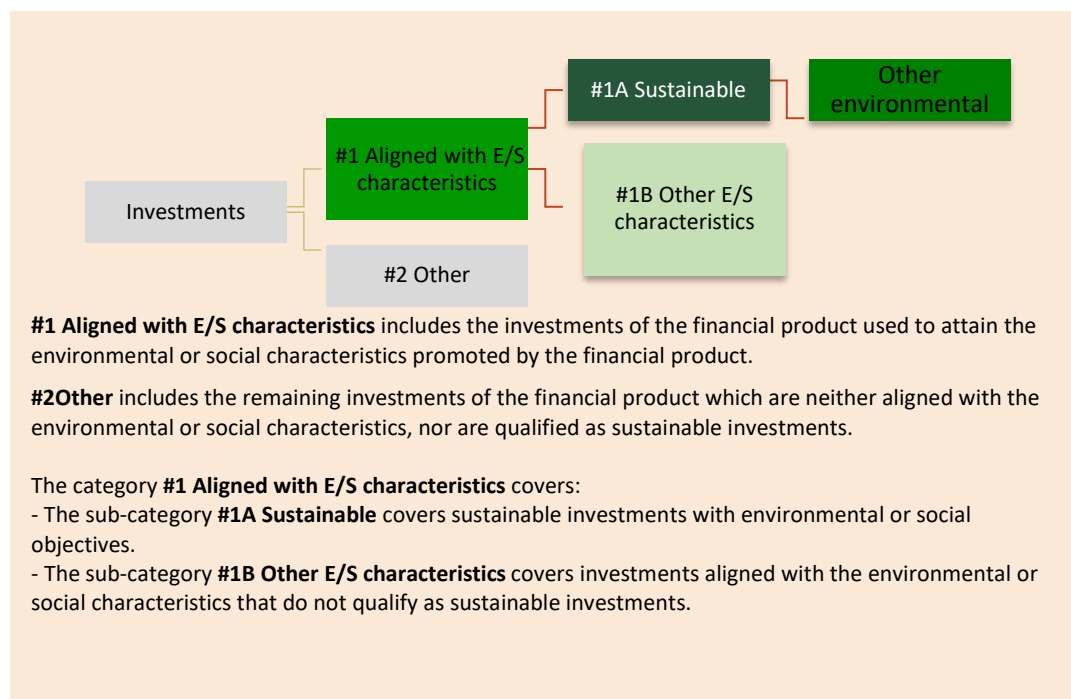 #1A Sustainable
Other
environmental
#1 Aligned with E/S
characteristics
#1B Other E/S
characteristics
Investments
#2 Other
#1 Aligned with E/S characteristics includes the investments of the financial product used to attain the
environmental or social characteristics promoted by the financial product.
#2Other includes the remaining investments of the financial product which are neither aligned with the
environmental or social characteristics, nor are qualified as sustainable investments.
The category #1 Aligned with E/S characteristics covers:
- The sub-category #1A Sustainable covers sustainable investments with environmental or social
objectives.
- The sub-category #1B Other E/S characteristics covers investments aligned with the environmental or
social characteristics that do not qualify as sustainable investments.